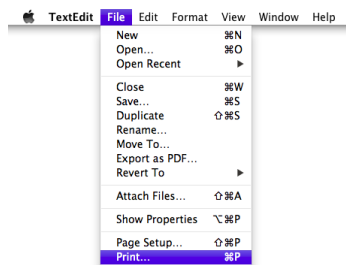 TextEdit File Edit Format View Window Help
New ⌘N
Open... ⌘O
Open Recent ▶
Close ⌘W
Save... ⌘S
Duplicate ⇧⌘S
Rename...
Move To...
Export as PDF...
Revert To ▶
Attach Files... ⇧⌘A
Show Properties ⌥⌘P
Page Setup... ⇧⌘P
Print... ⌘P